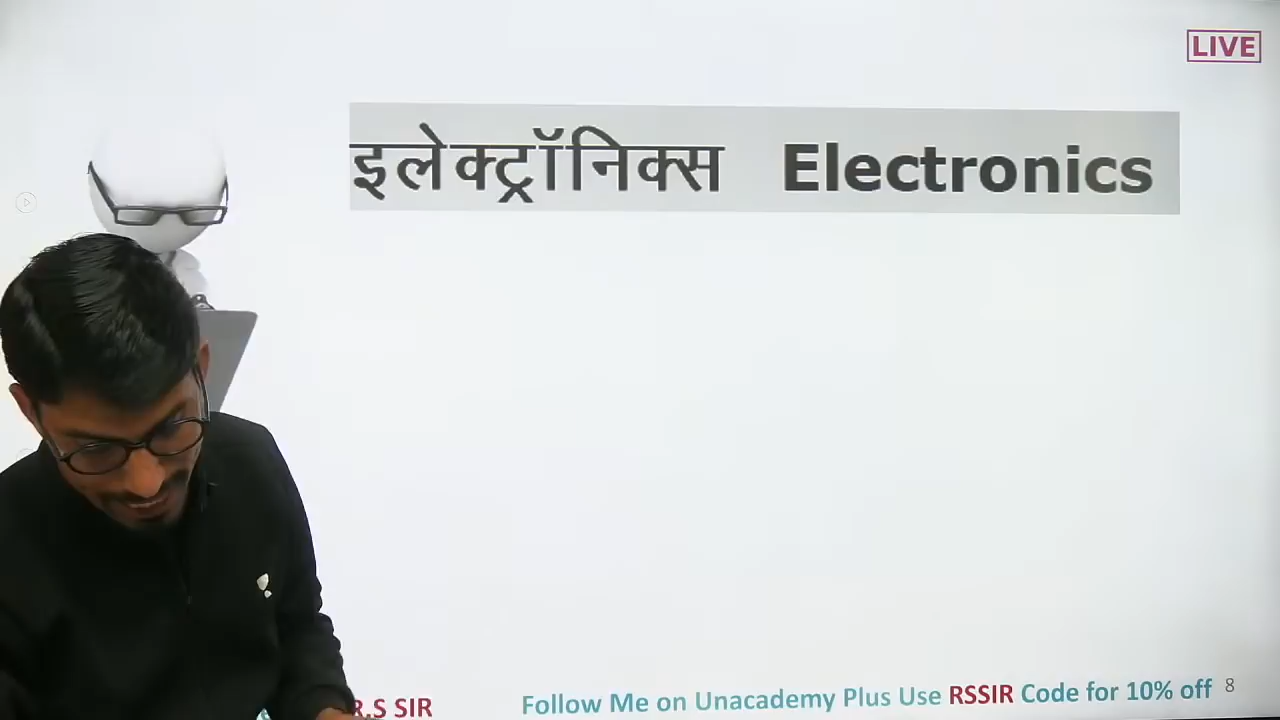 LIVE
इलेक्ट्रॉनिक्स Electronics
R.S SIR
Follow Me on Unacademy Plus Use RSSIR Code for 10% off 8